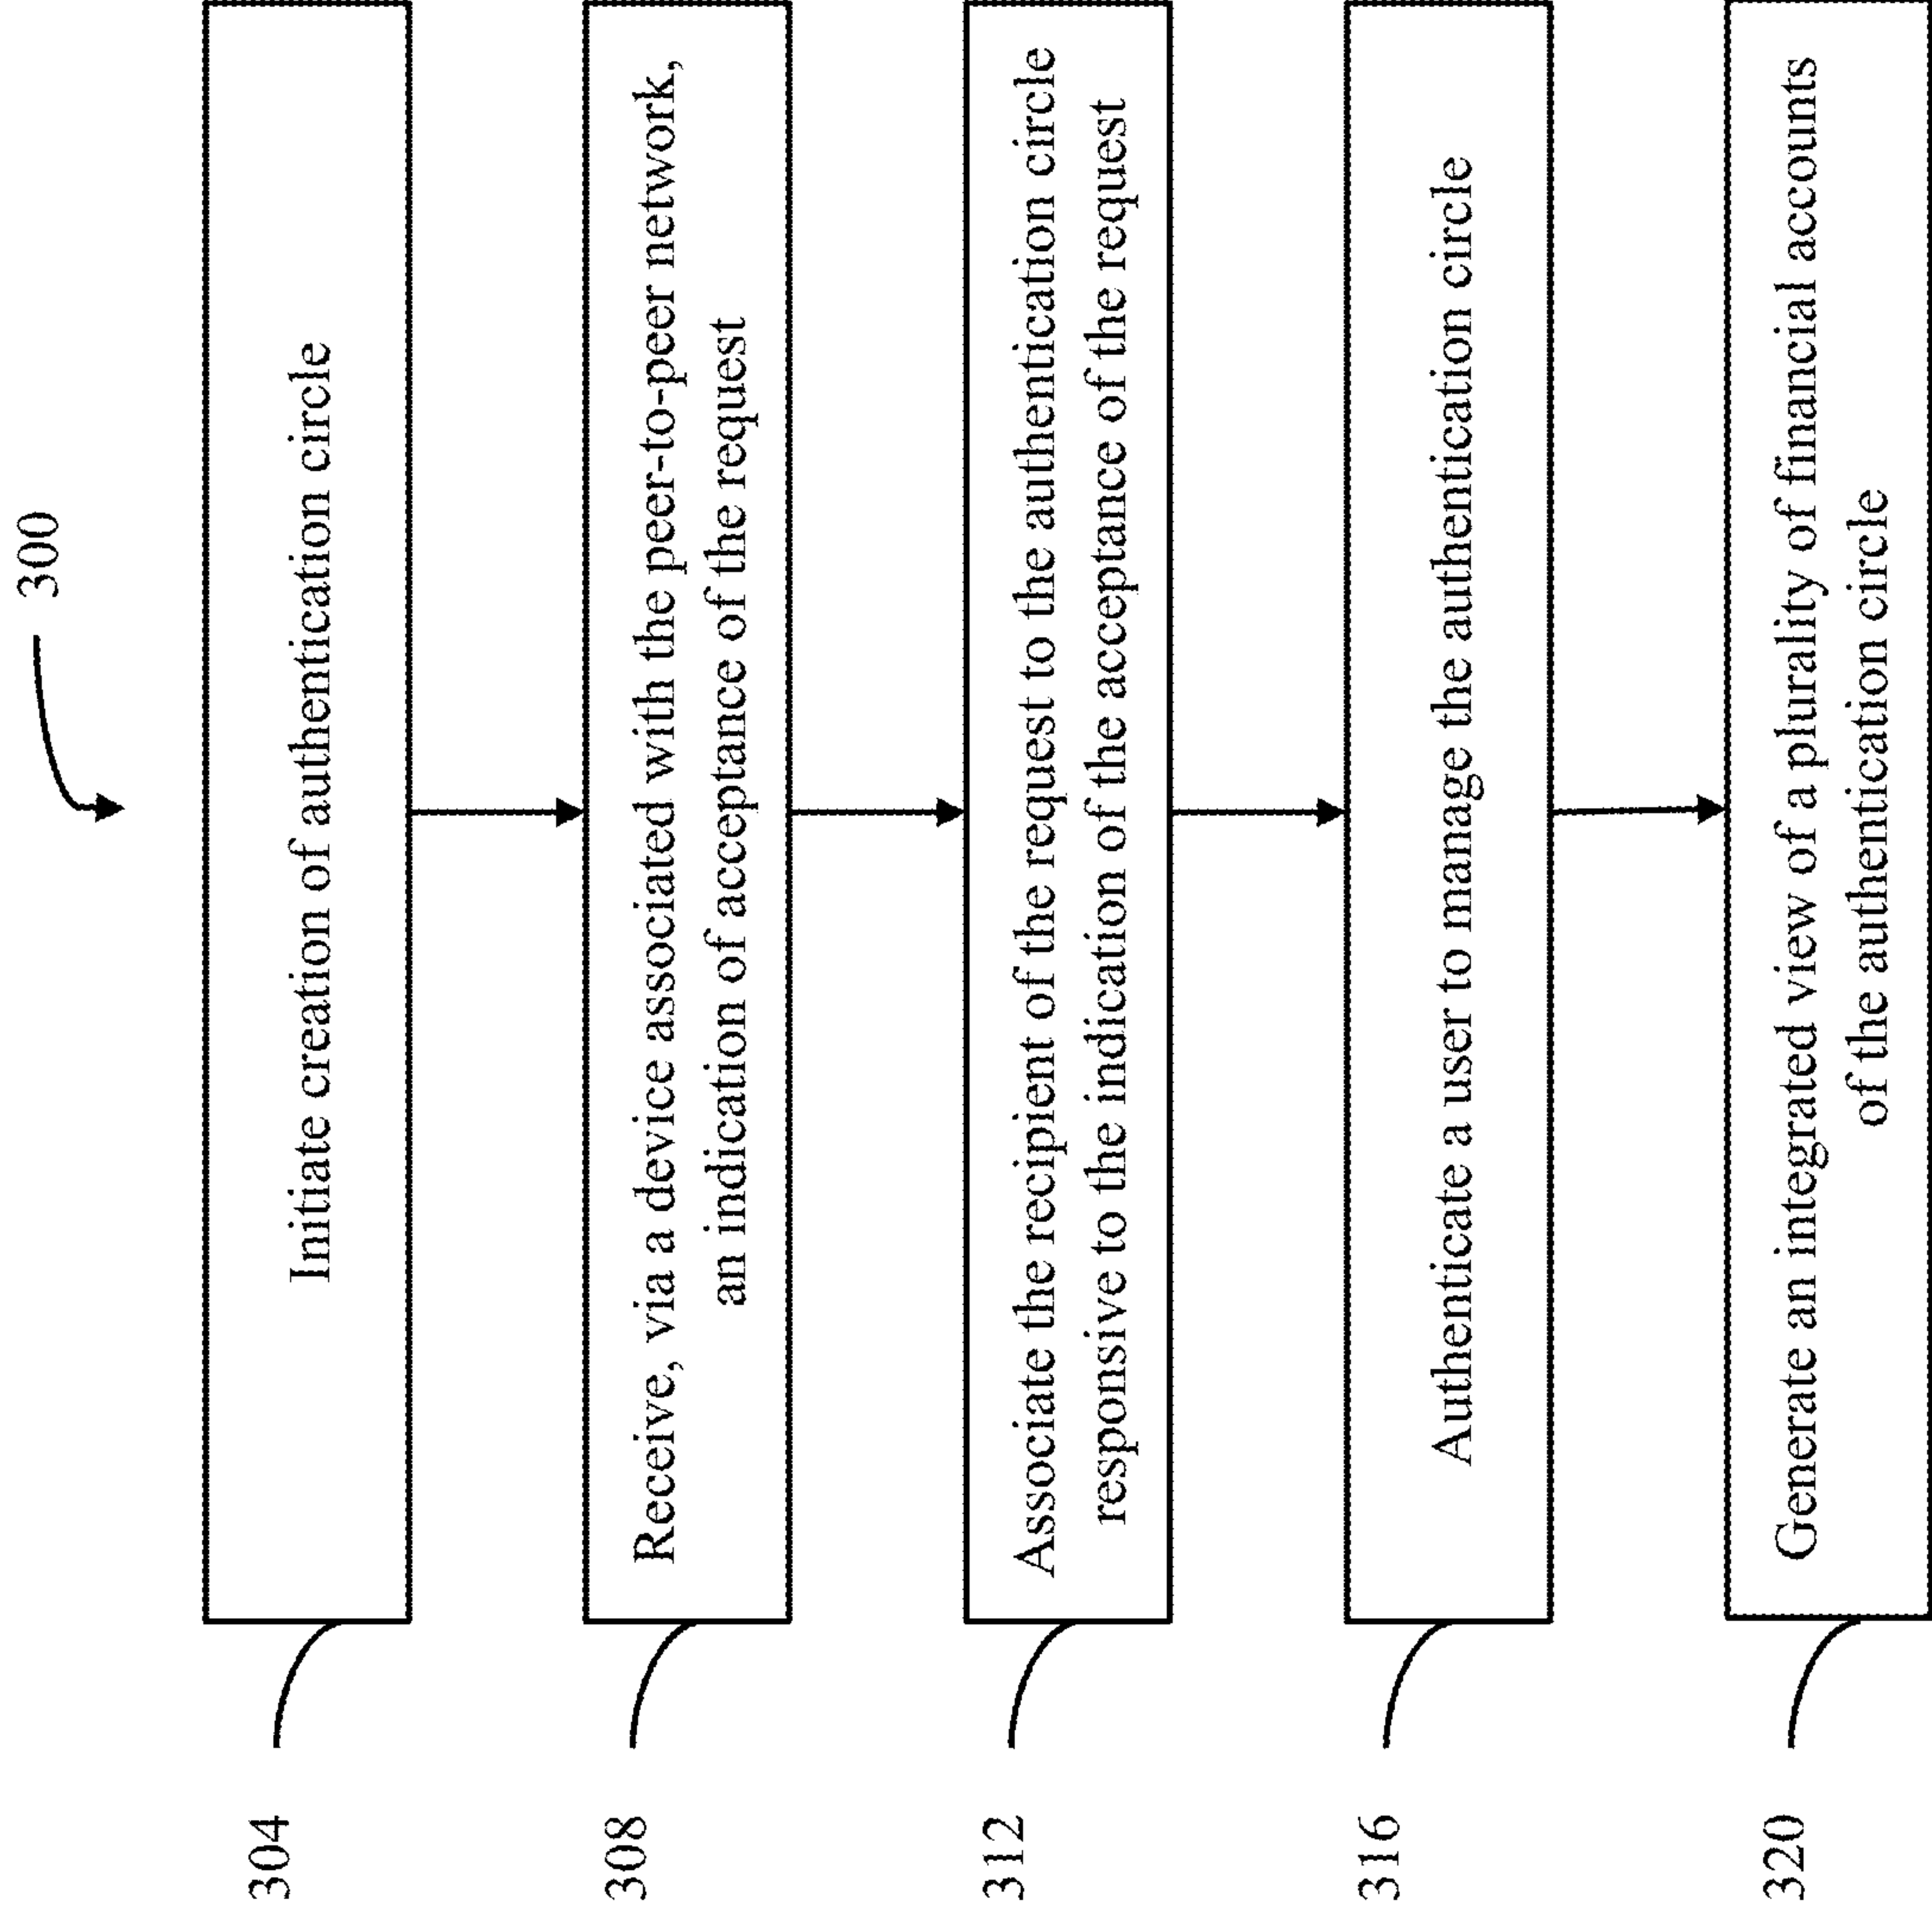 300
304
Initiate creation of authentication circle
308
Receive, via a device associated with the peer-to-peer network,
an indication of acceptance of the request
312
Associate the recipient of the request to the authentication circle
responsive to the indication of the acceptance of the request
316
Authenticate a user to manage the authentication circle
320
Generate an integrated view of a plurality of financial accounts
of the authentication circle